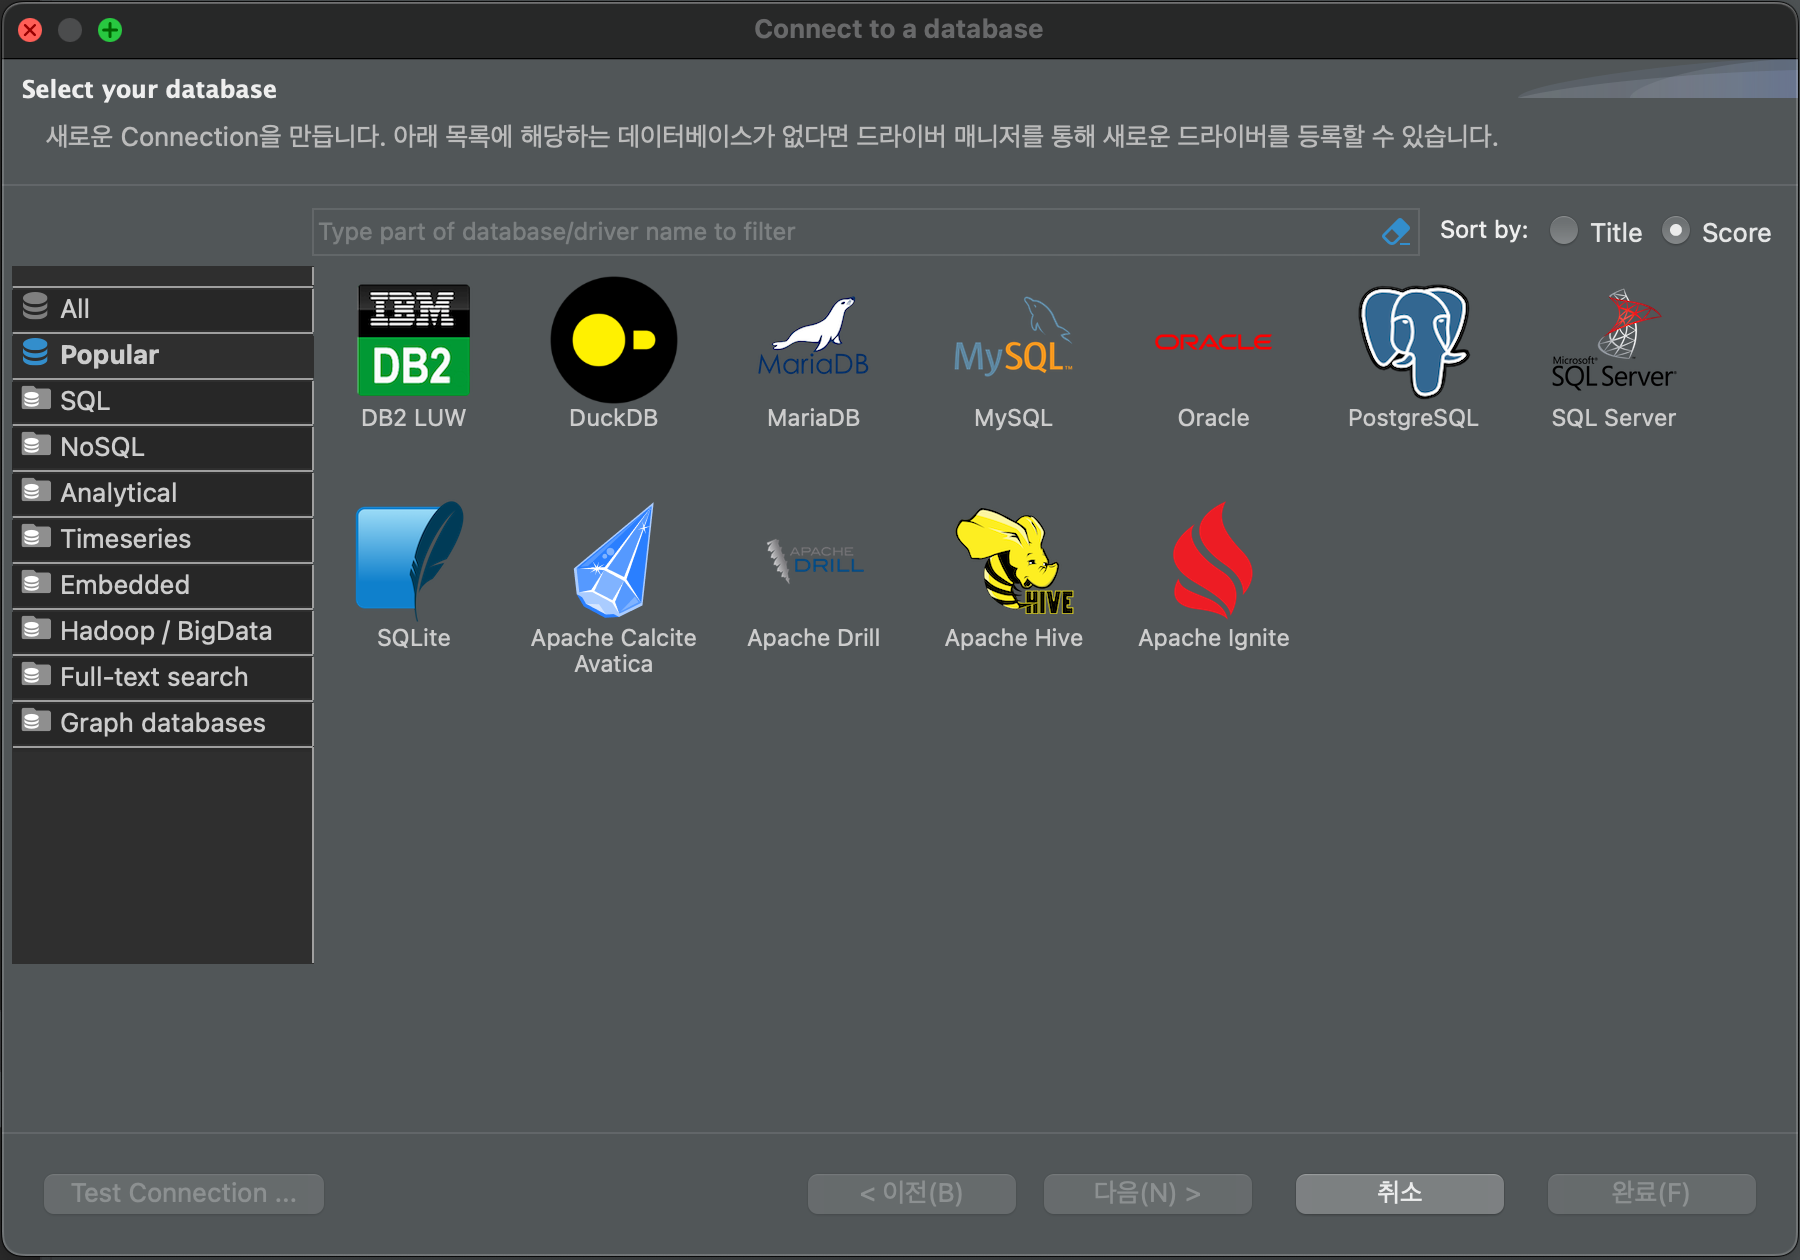 Connect to a database
Select your database
새로운 Connection을 만듭니다. 아래 목록에 해당하는 데이터베이스가 없다면 드라이버 매니저를 통해 새로운 드라이버를 등록할 수 있습니다.
Type part of database/driver name to filter
Sort by: Title Score
All
Popular
SQL
NoSQL
Analytical
Timeseries
Embedded
Hadoop / BigData
Full-text search
Graph databases
IBM
DB2
MariaDB
MySQL™
ORACLE
Microsoft®
SQL Server
DB2 LUW
DuckDB
MariaDB
MySQL
Oracle
PostgreSQL
SQL Server
APACHE
DRILL
HIVE
SQLite
Apache Calcite
Avatica
Apache Drill
Apache Hive
Apache Ignite
Test Connection ...
< 이전(B)
다음(N) >
취소
완료(F)